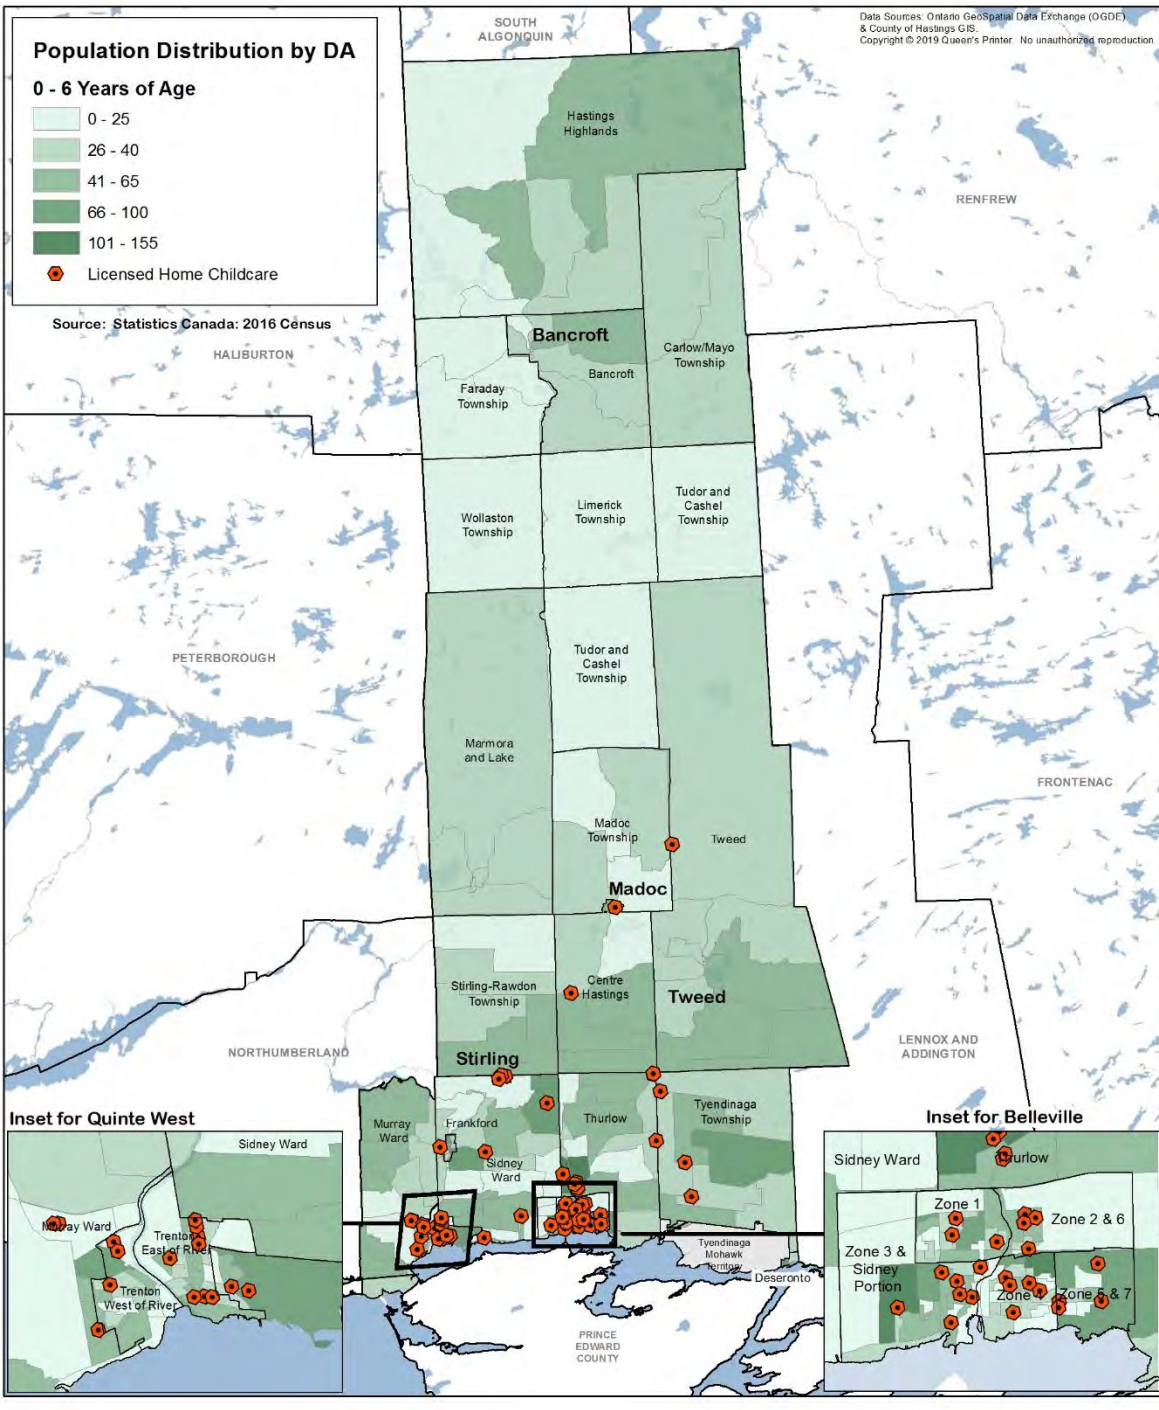 Data Sources: Ontario GeoSpatial Data Exchange (OGDE)
& County of Hastings GIS.
Copyright © 2019 Queen's Printer. No unauthorized reproduction
Population Distribution by DA
0 - 6 Years of Age
0 - 25
26 - 40
41 - 65
66 - 100
101 - 155
Licensed Home Childcare
Source: Statistics Canada: 2016 Census
SOUTH
ALGONQUIN
Hastings
Highlands
RENFREW
HALIBURTON
Bancroft
Bancroft
Carlow/Mayo
Township
Faraday
Township
Wollaston
Township
Limerick
Township
Tudor and
Cashel
Township
PETERBOROUGH
Tudor and
Cashel
Township
Marmora
and Lake
FRONTENAC
Madoc
Township
Tweed
Madoc
Stirling-Rawdon
Township
Centre
Hastings
Tweed
NORTHUMBERLAND
LENNOX AND
ADDINGTON
Stirling
Murray
Ward
Frankford
Thurlow
Tyendinaga
Township
Sidney
Ward
Tyendinaga
Mohawk
Territory
Deseronto
PRINCE
EDWARD
COUNTY
Inset for Quinte West
Sidney Ward
Murray Ward
Trenton
East of River
Trenton
West of River
Inset for Belleville
Sidney Ward
Thurlow
Zone 1
Zone 2 & 6
Zone 3 &
Sidney
Portion
Zone 4
Zone 5 & 7